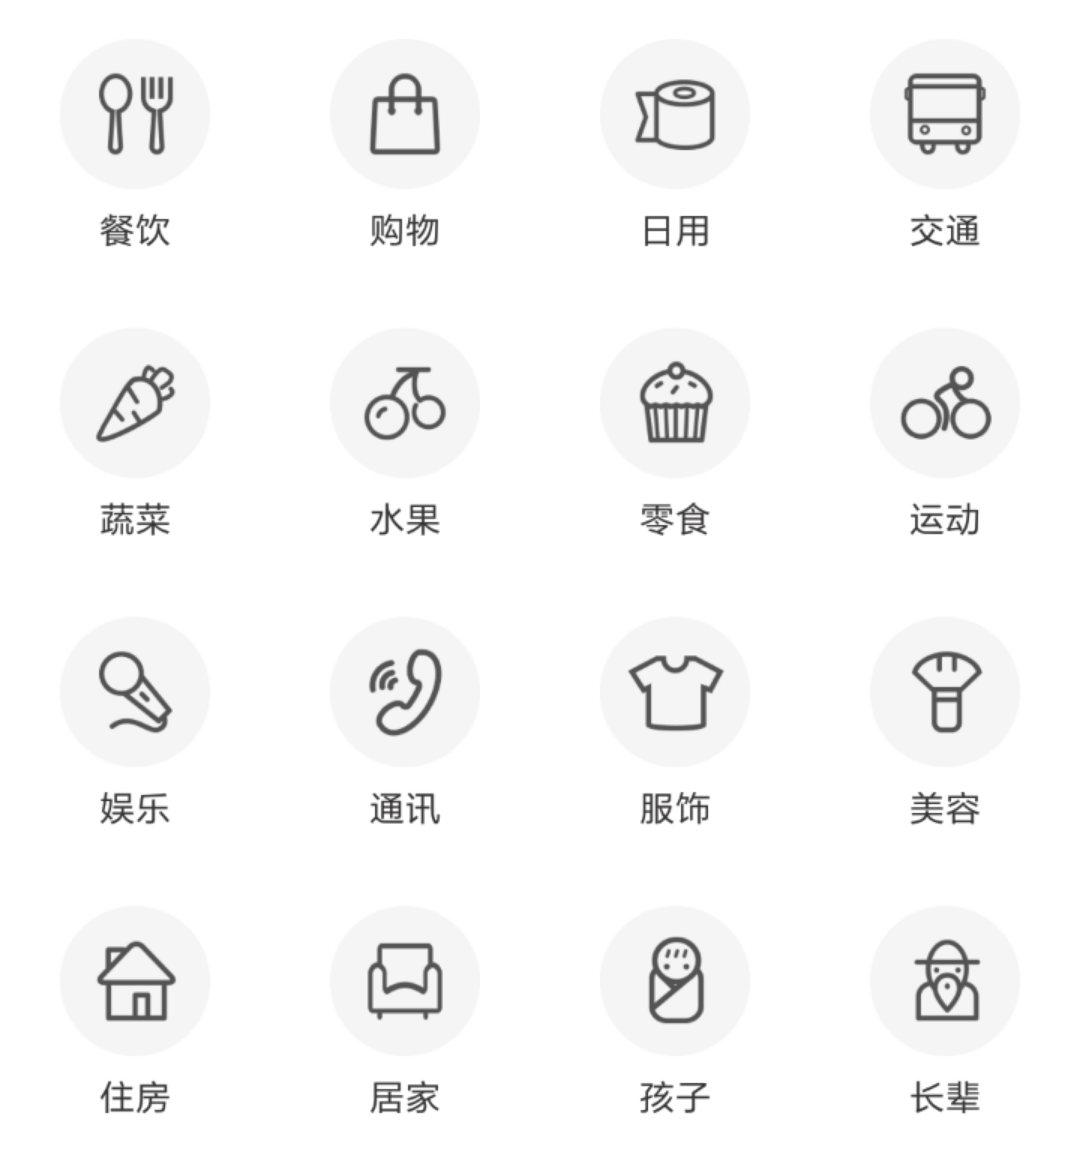 餐饮 购物 日用 交通
蔬菜 水果 零食 运动
娱乐 通讯 服饰 美容
住房 居家 孩子 长辈